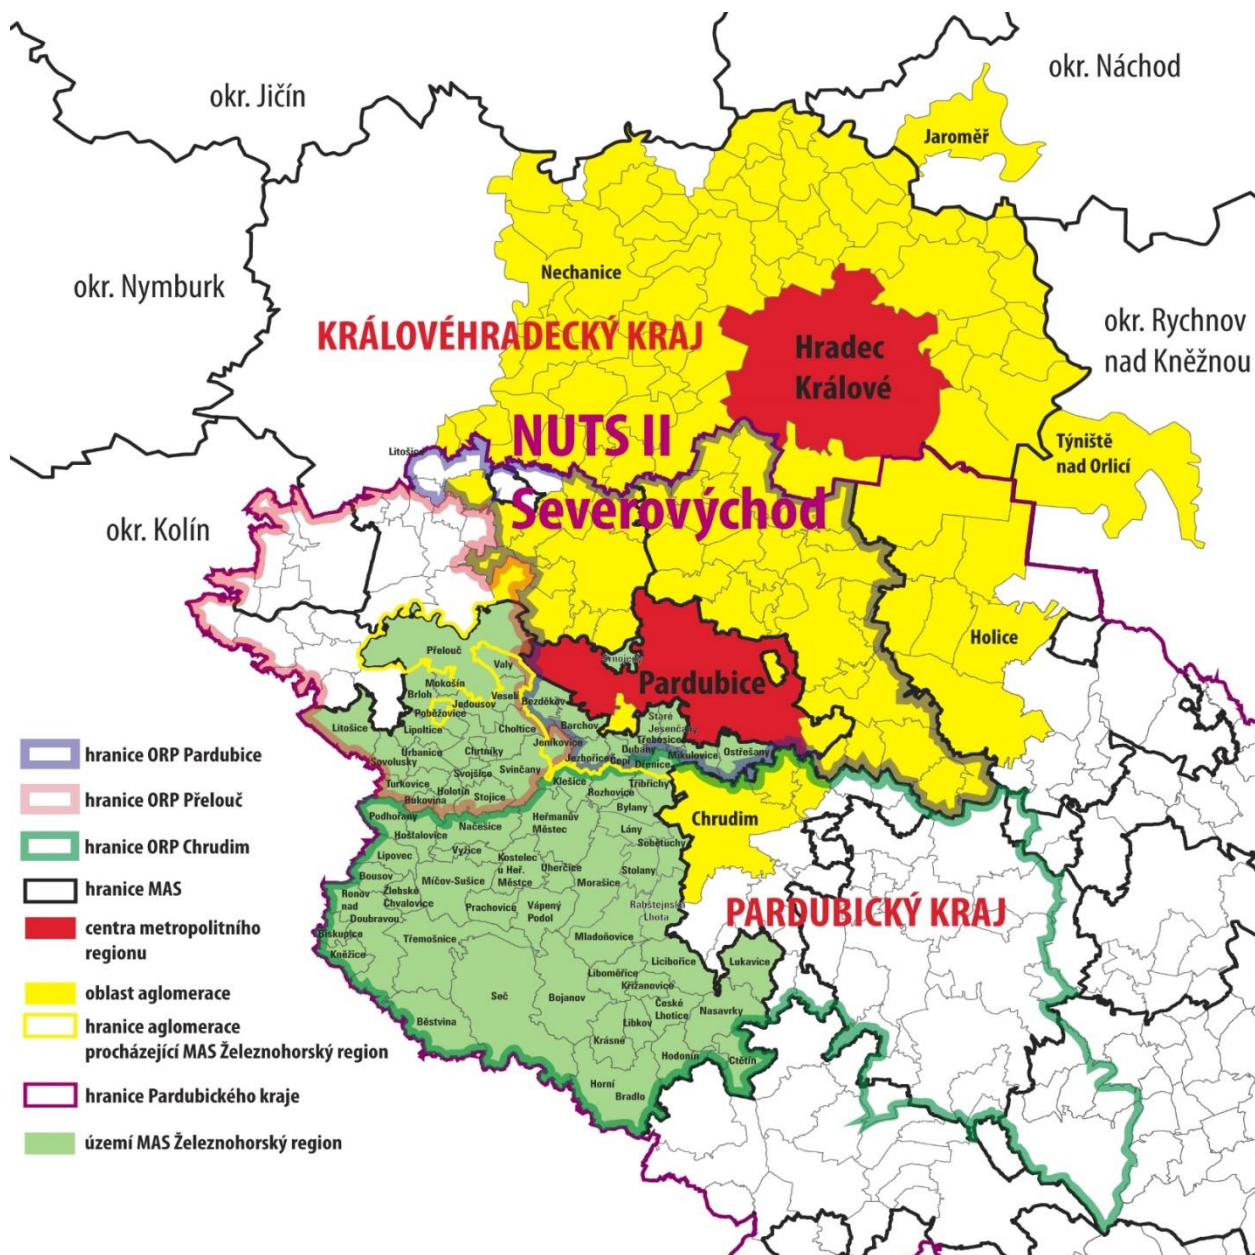 okr. Jičín
okr. Náchod
Jaroměř
okr. Nymburk
Nechanice
KRÁLOVÉHRADECKÝ KRAJ
Hradec
Králové
okr. Rychnov
nad Kněžnou
NUTS II
Severovýchod
Týniště
nad Orlicí
Litošice
okr. Kolín
Holice
Přelouč
Valy
Pardubice
Mokošín
Brloh
Jedousov
Veselí
Bezděkov
Poběžovice
Lipoltice
Choltice
Barchov
Staré
Jesenčany
Třebosice
Litošice
Urbanice
Chrtníky
Jeníkovice
Dubany
Ostřešany
Sovolusky
Jezbořice
Čepí
Dřenice
Mikulovice
Svojšice
Svinčany
Turkovice
Holotín
Stojice
Klešice
Třibřichy
Bukovina
Rozhovice
Bylany
Podhořany
Chrudim
Hošťalovice
Načešice
Heřmanův
Městec
Lány
Sobětuchy
Lipovec
Vyžice
Kostelec
u Heř.
Městce
Úherčice
Stolany
Bousov
Míčov-Sušice
Morašice
Ronov
nad
Doubravou
Žlebské
Chvalovice
Prachovice
Vápený
Podol
Rabštejnská
Lhota
PARDUBICKÝ KRAJ
Biskupice
Kněžice
Třemošnice
Mladoňovice
Licibořice
Lukavice
Seč
Bojanov
Liboměřice
Křižanovice
České
Lhotice
Nasavrky
Běstvina
Libkov
Krásné
Hodonín
Ctětín
Horní
Bradlo
hranice ORP Pardubice
hranice ORP Přelouč
hranice ORP Chrudim
hranice MAS
centra metropolitního
regionu
oblast aglomerace
hranice aglomerace
procházející MAS Železnohorský region
hranice Pardubického kraje
území MAS Železnohorský region